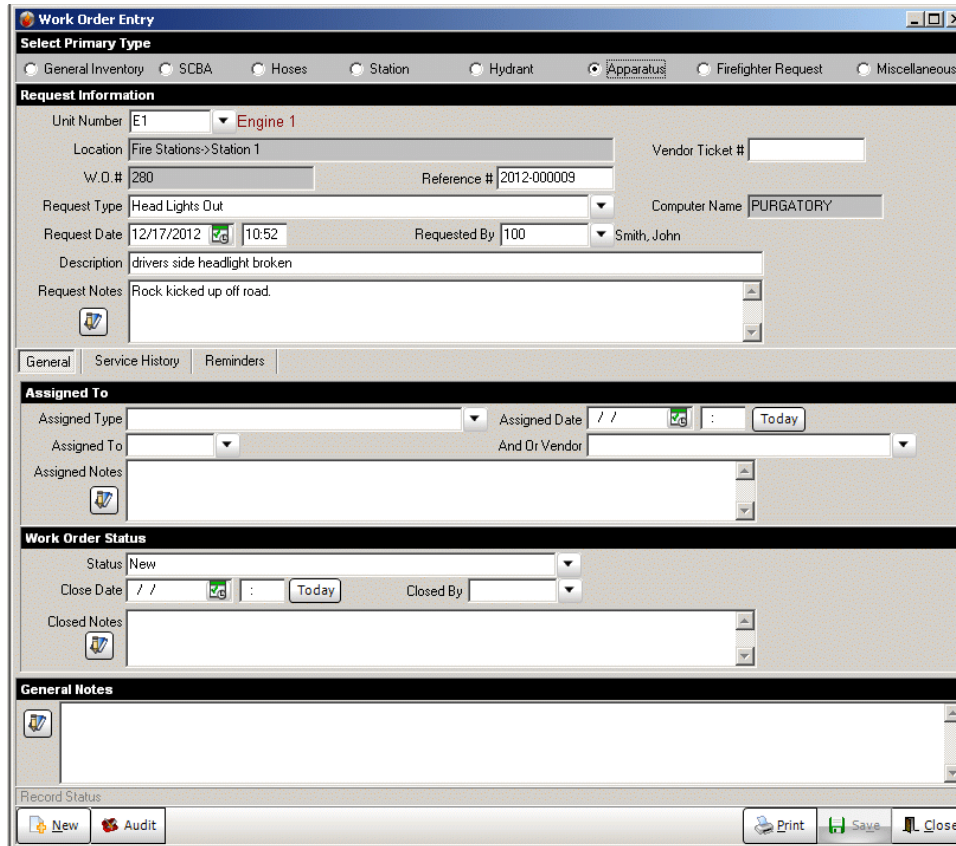 Work Order Entry
Select Primary Type
General Inventory SCBA Hoses Station Hydrant Apparatus Firefighter Request Miscellaneous
Request Information
Unit Number E1 Engine 1
Location Fire Stations->Station 1 Vendor Ticket #
W.O.# 280 Reference # 2012-000009
Request Type Head Lights Out Computer Name PURGATORY
Request Date 12/17/2012 10:52 Requested By 100 Smith, John
Description drivers side headlight broken
Request Notes Rock kicked up off road.
General Service History Reminders
Assigned To
Assigned Type Assigned Date / / : Today
Assigned To And Or Vendor
Assigned Notes
Work Order Status
Status New
Close Date / / : Today Closed By
Closed Notes
General Notes
Record Status
New Audit Print Save Close